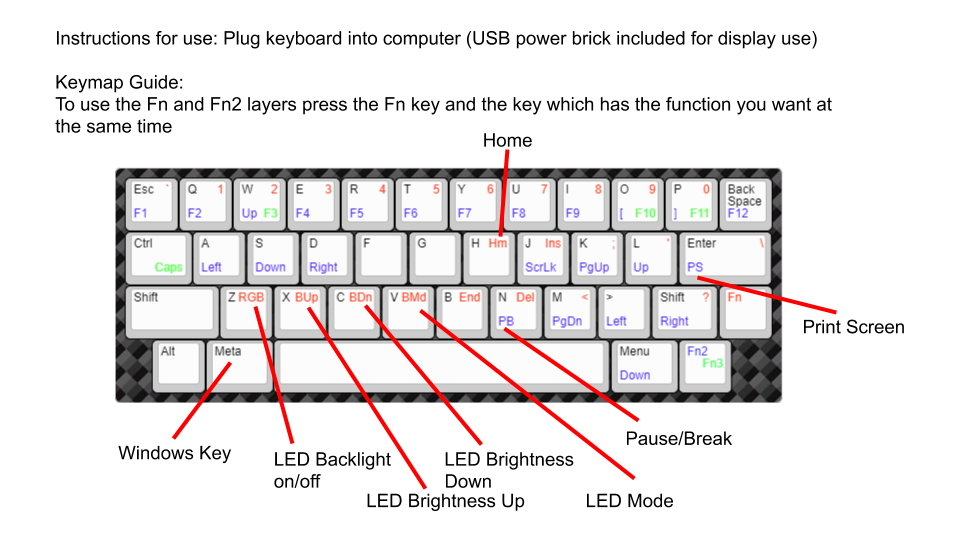 Instructions for use: Plug keyboard into computer (USB power brick included for display use)
Keymap Guide:
To use the Fn and Fn2 layers press the Fn key and the key which has the function you want at
the same time
Home
Esc ` Q 1 W 2 E 3 R 4 T 5 Y 6 U 7 I 8 O 9 P 0 Back
Space
F1 F2 Up F3 F4 F5 F6 F7 F8 F9 [ F10 ] F11 F12
Ctrl A S D F G H Hm J Ins K ; L ' Enter \
Caps Left Down Right ScrLk PgUp Up PS
Shift Z RGB X BUp C BDn V BMd B End N Del M < > Shift ? Fn
PB PgDn Left Right
Print Screen
Alt Meta Menu Fn2
Fn3
Down
Pause/Break
Windows Key
LED Backlight
on/off
LED Brightness
Down
LED Brightness Up
LED Mode